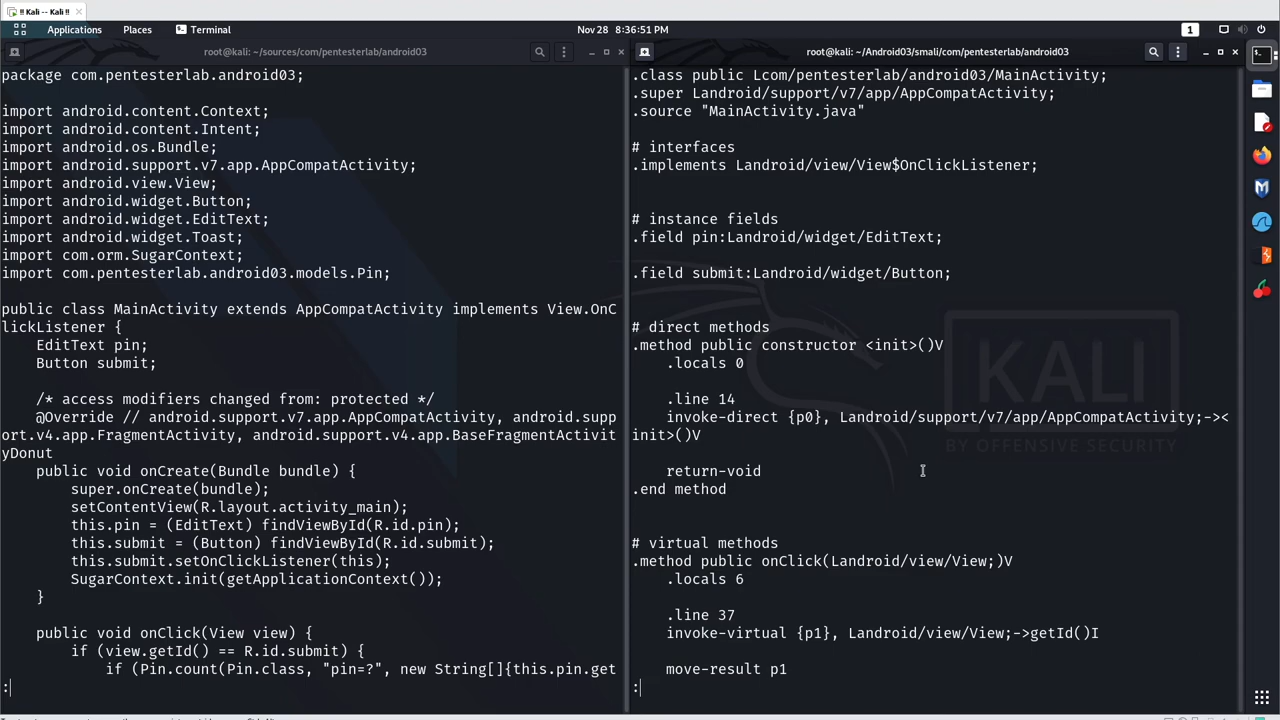 !! Kali -- Kali !!
Applications
Places
Terminal
Nov 28 8:36:51 PM
1
root@kali: ~/sources/com/pentesterlab/android03
package com.pentesterlab.android03;
import android.content.Context;
import android.content.Intent;
import android.os.Bundle;
import android.support.v7.app.AppCompatActivity;
import android.view.View;
import android.widget.Button;
import android.widget.EditText;
import android.widget.Toast;
import com.orm.SugarContext;
import com.pentesterlab.android03.models.Pin;
public class MainActivity extends AppCompatActivity implements View.OnC
lickListener {
EditText pin;
Button submit;
/* access modifiers changed from: protected */
@Override // android.support.v7.app.AppCompatActivity, android.supp
ort.v4.app.FragmentActivity, android.support.v4.app.BaseFragmentActivit
yDonut
public void onCreate(Bundle bundle) {
super.onCreate(bundle);
setContentView(R.layout.activity_main);
this.pin = (EditText) findViewById(R.id.pin);
this.submit = (Button) findViewById(R.id.submit);
this.submit.setOnClickListener(this);
SugarContext.init(getApplicationContext());
}
public void onClick(View view) {
if (view.getId() == R.id.submit) {
if (Pin.count(Pin.class, "pin=?", new String[]{this.pin.get
:
root@kali: ~/Android03/smali/com/pentesterlab/android03
.class public Lcom/pentesterlab/android03/MainActivity;
.super Landroid/support/v7/app/AppCompatActivity;
.source "MainActivity.java"
# interfaces
.implements Landroid/view/View$OnClickListener;
# instance fields
.field pin:Landroid/widget/EditText;
.field submit:Landroid/widget/Button;
# direct methods
.method public constructor <init>()V
.locals 0
.line 14
invoke-direct {p0}, Landroid/support/v7/app/AppCompatActivity;-><
init>()V
return-void
.end method
# virtual methods
.method public onClick(Landroid/view/View;)V
.locals 6
.line 37
invoke-virtual {p1}, Landroid/view/View;->getId()I
move-result p1
:
KALI
BY OFFENSIVE SECURITY